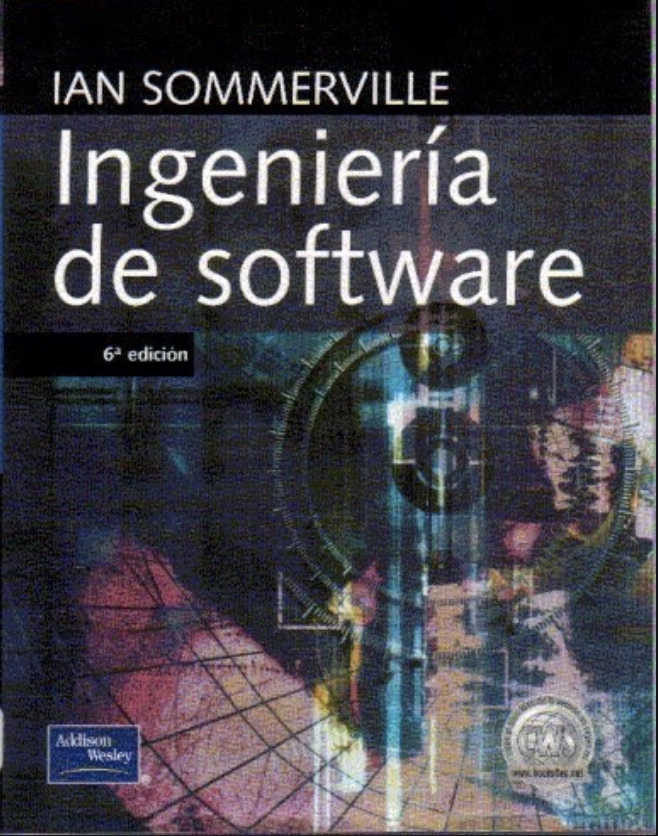 IAN SOMMERVILLE
Ingeniería
de software
6ª edición
Addison
Wesley
®
CWS